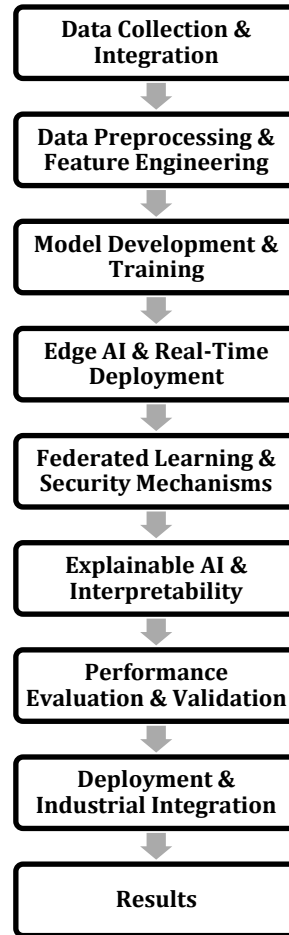 Data Collection &
Integration
Data Preprocessing &
Feature Engineering
Model Development &
Training
Edge AI & Real-Time
Deployment
Federated Learning &
Security Mechanisms
Explainable AI &
Interpretability
Performance
Evaluation & Validation
Deployment &
Industrial Integration
Results